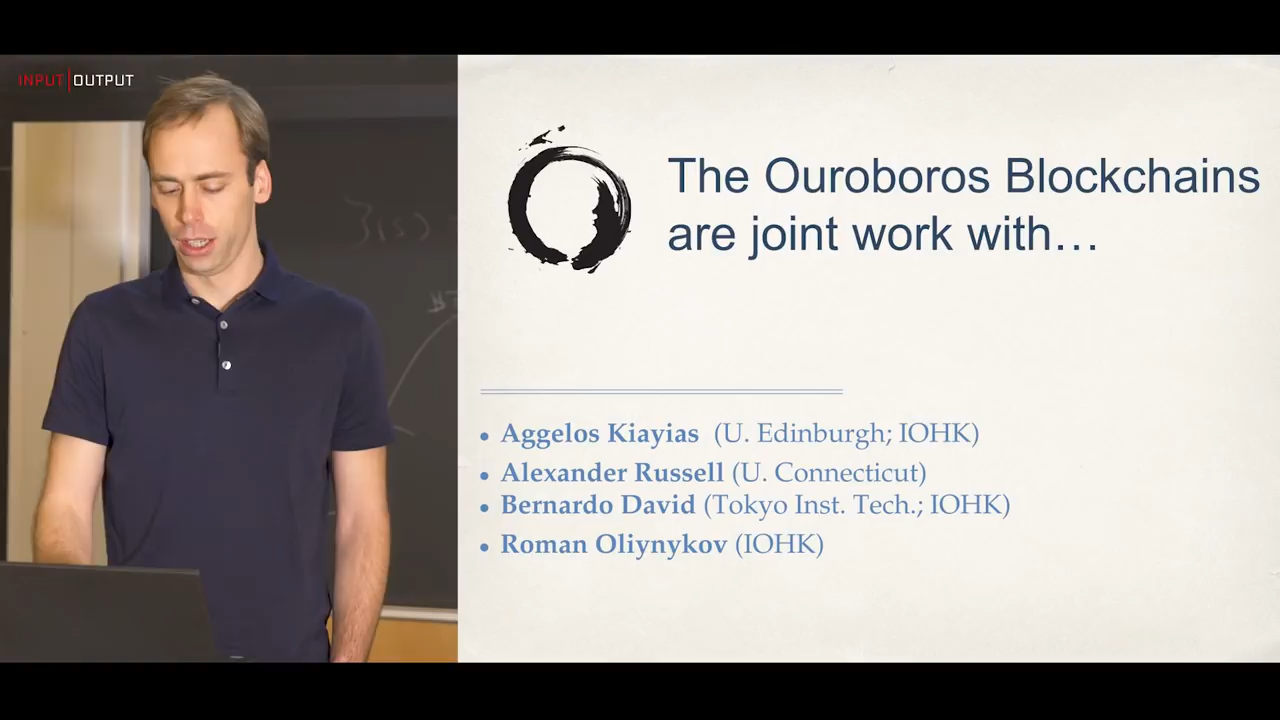 INPUT|OUTPUT
The Ouroboros Blockchains
are joint work with…
• Aggelos Kiayias (U. Edinburgh; IOHK)
• Alexander Russell (U. Connecticut)
• Bernardo David (Tokyo Inst. Tech.; IOHK)
• Roman Oliynykov (IOHK)
}(s)